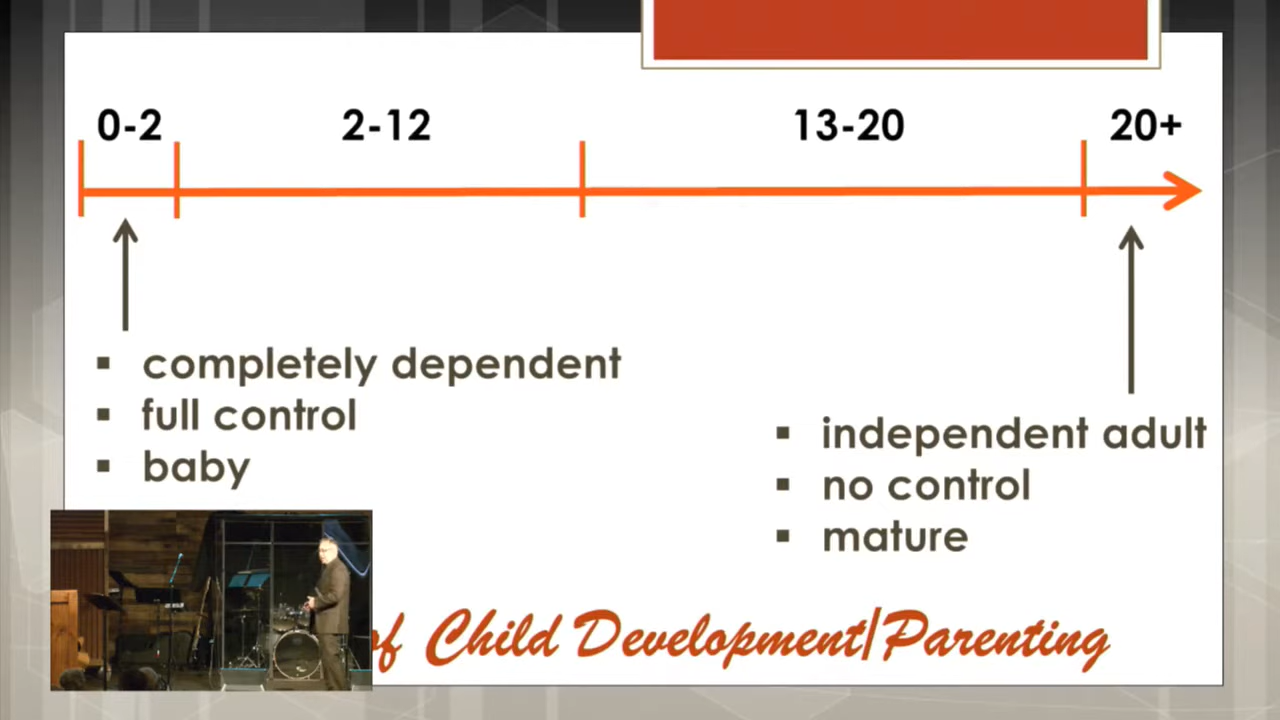 0-2 2-12 13-20 20+
▪ completely dependent
▪ full control
▪ baby
▪ independent adult
▪ no control
▪ mature
of Child Development/Parenting